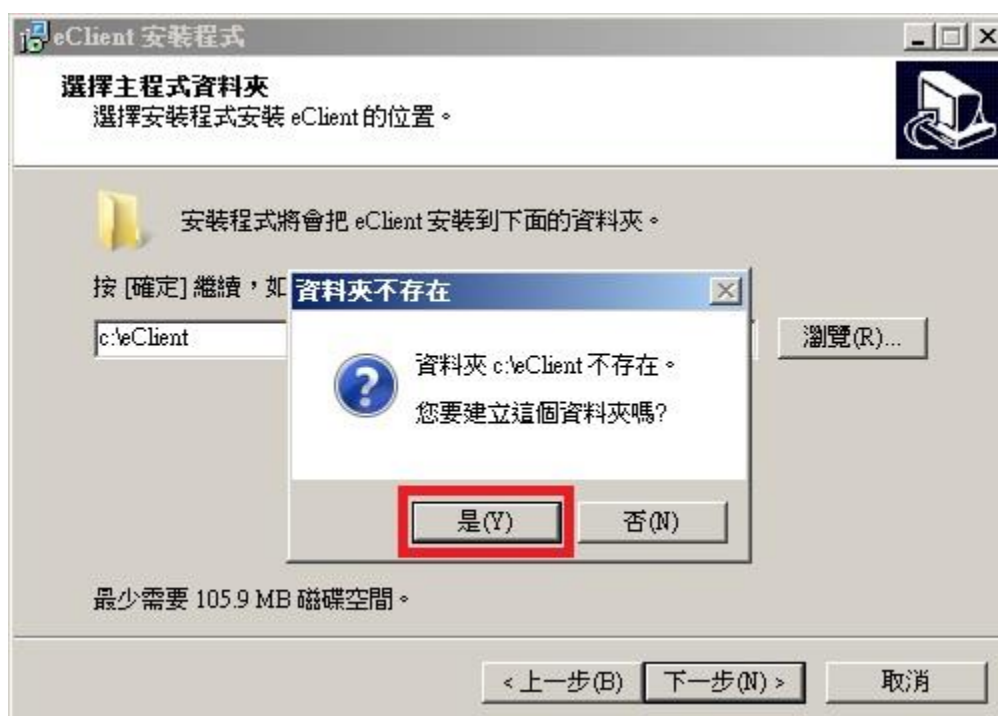 eClient 安裝程式
選擇主程式資料夾
選擇安裝程式安裝 eClient 的位置。
安裝程式將會把 eClient 安裝到下面的資料夾。
按 [確定] 繼續，如
資料夾不存在
c:\eClient
瀏覽(R)...
資料夾 c:\eClient 不存在。
您要建立這個資料夾嗎?
是(Y)
否(N)
最少需要 105.9 MB 磁碟空間。
<上一步(B)
下一步(N) >
取消